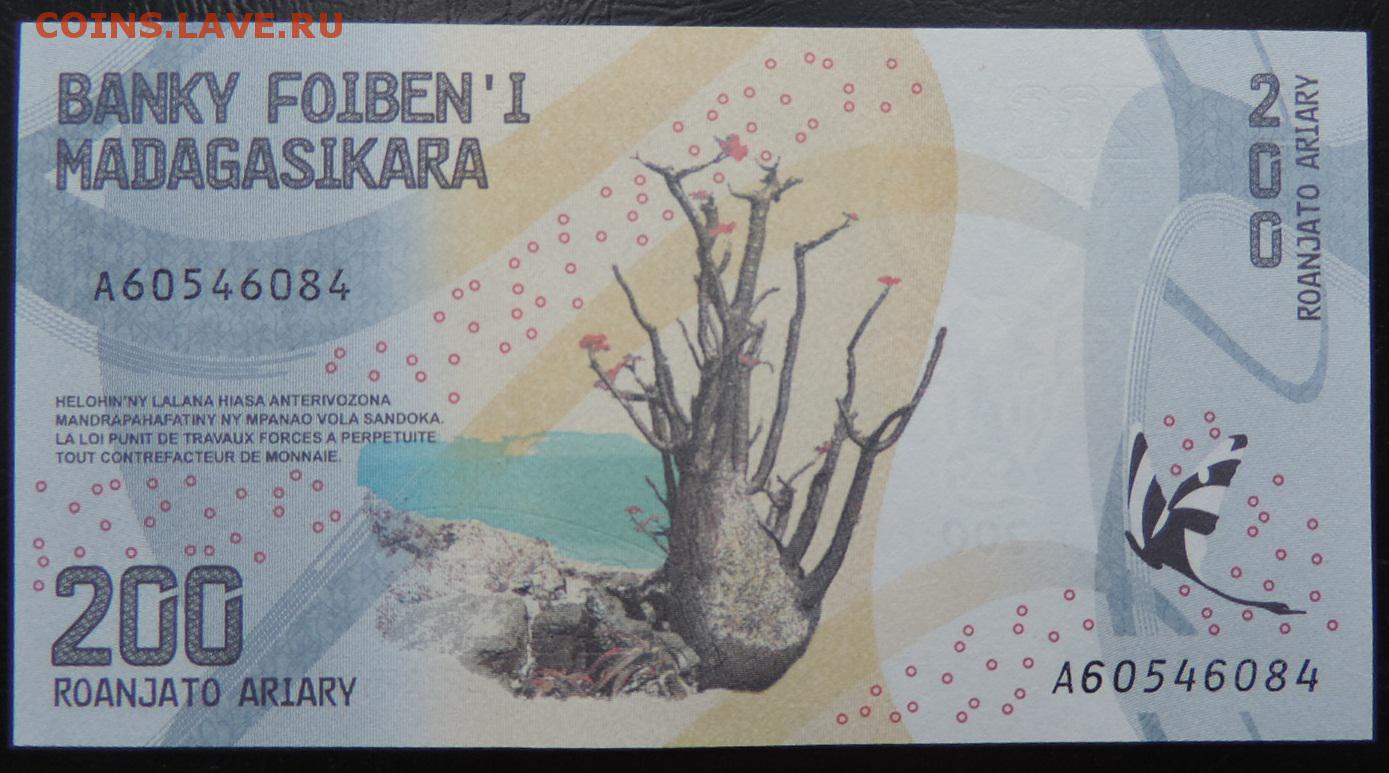 COINS.LAVE.RU
BANKY FOIBEN'I
MADAGASIKARA
A60546084
HELOHIN'NY LALANA HIASA ANTERIVOZONA
MANDRAPAHAFATINY NY MPANAO VOLA SANDOKA.
LA LOI PUNIT DE TRAVAUX FORCES A PERPETUITE
TOUT CONTREFACTEUR DE MONNAIE.
200
ROANJATO ARIARY
200
ROANJATO ARIARY
200
A60546084